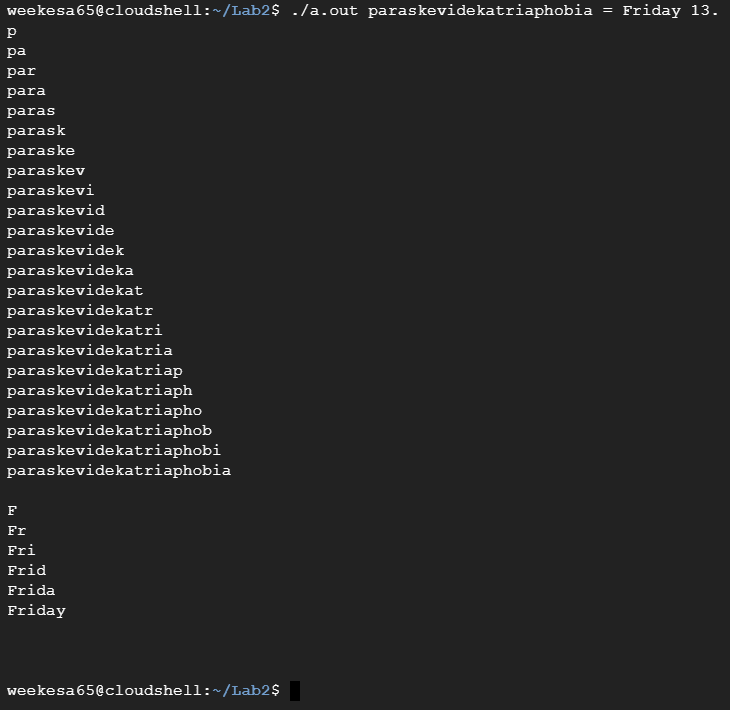 weekesa65@cloudshell:~/Lab2$ ./a.out paraskevidekatriaphobia = Friday 13.
p
pa
par
para
paras
parask
paraske
paraskev
paraskevi
paraskevid
paraskevide
paraskevidek
paraskevideka
paraskevidekat
paraskevidekatr
paraskevidekatri
paraskevidekatria
paraskevidekatriap
paraskevidekatriaph
paraskevidekatriapho
paraskevidekatriaphob
paraskevidekatriaphobi
paraskevidekatriaphobia
F
Fr
Fri
Frid
Frida
Friday
weekesa65@cloudshell:~/Lab2$